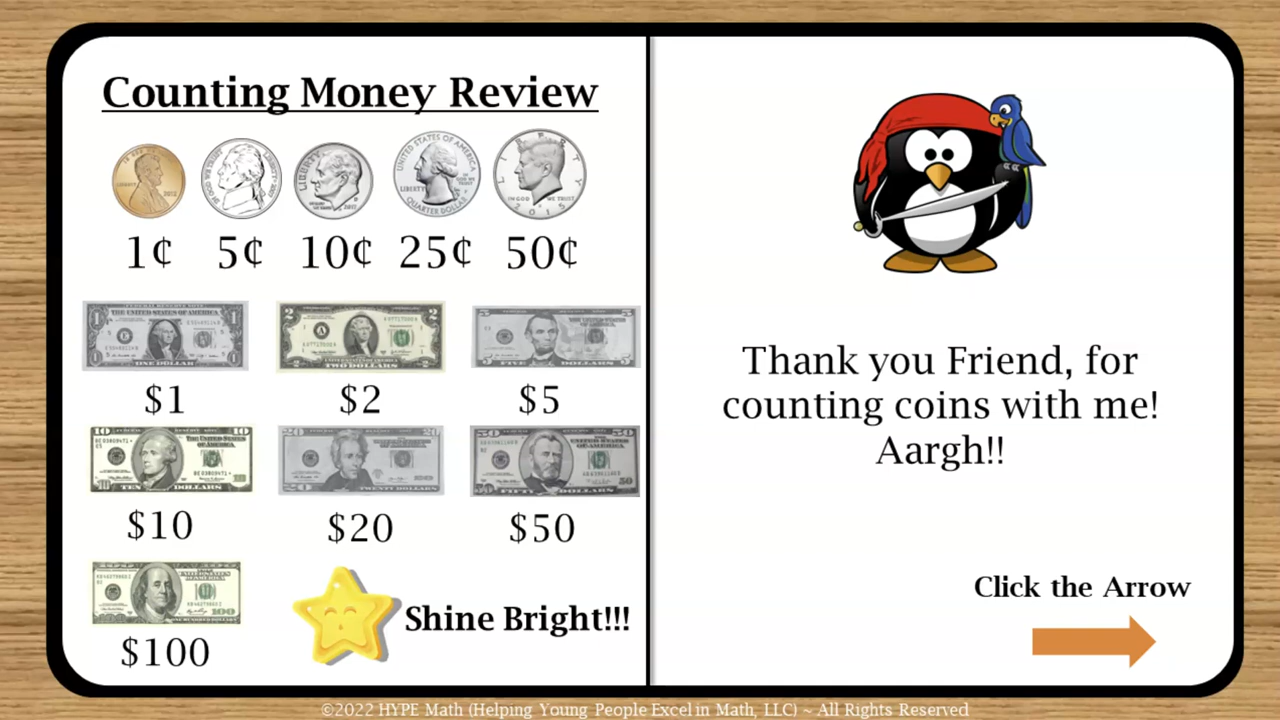 Counting Money Review
1¢ 5¢ 10¢ 25¢ 50¢
$1 $2 $5
$10 $20 $50
$100
Shine Bright!!!
Thank you Friend, for
counting coins with me!
Aargh!!
Click the Arrow
©2022 HYPE Math (Helping Young People Excel in Math, LLC) ~ All Rights Reserved